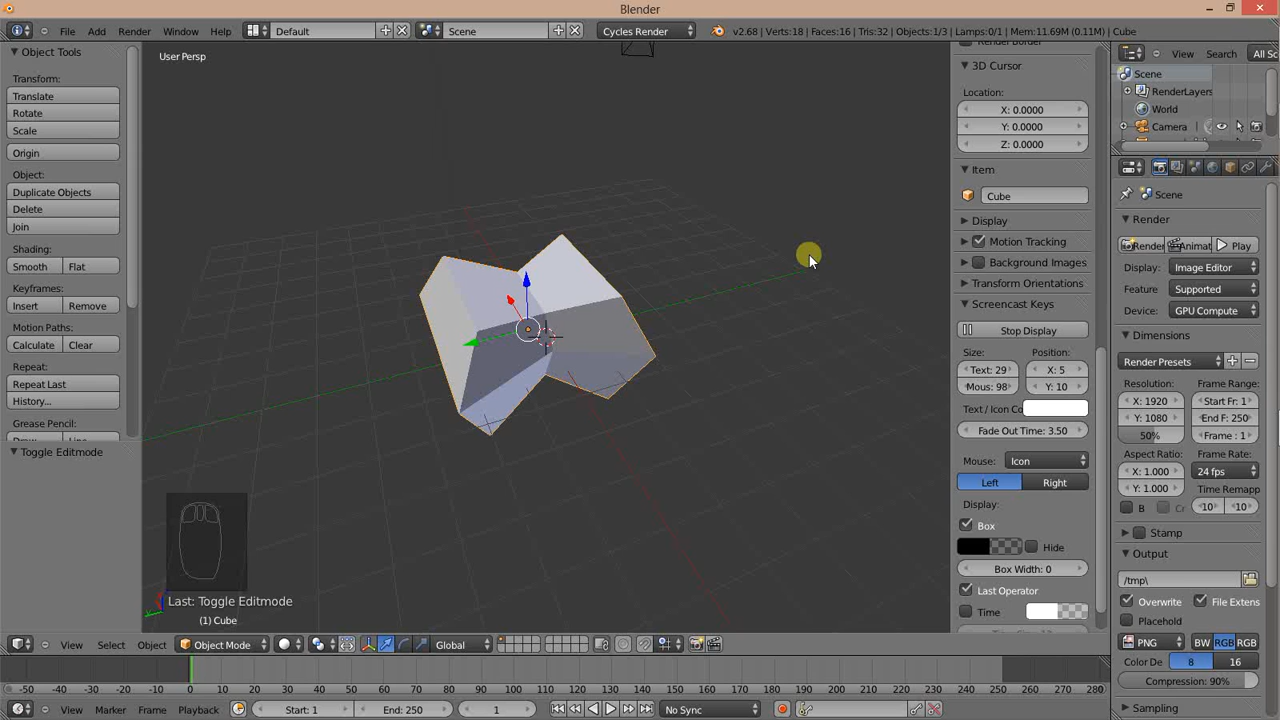 Blender
File
Add
Render
Window
Help
Default
Scene
Cycles Render
v2.68 | Verts:18 | Faces:16 | Tris:32 | Objects:1/3 | Lamps:0/1 | Mem:11.69M (0.11M) | Cube
Object Tools
Transform:
Translate
Rotate
Scale
Origin
Object:
Duplicate Objects
Delete
Join
Shading:
Smooth
Flat
Keyframes:
Insert
Remove
Motion Paths:
Calculate
Clear
Repeat:
Repeat Last
History...
Grease Pencil:
Toggle Editmode
User Persp
Last: Toggle Editmode
(1) Cube
3D Cursor
Location:
X: 0.0000
Y: 0.0000
Z: 0.0000
Item
Cube
Display
Motion Tracking
Background Images
Transform Orientations
Screencast Keys
Stop Display
Size:
Position:
Text: 29
X: 5
Mous: 98
Y: 10
Text / Icon Co
Fade Out Time: 3.50
Mouse:
Icon
Left
Right
Display:
Box
Hide
Box Width: 0
Last Operator
Time
View
Search
All Sc
Scene
RenderLayers
World
Camera
Scene
Render
Render
Animat
Play
Display:
Image Editor
Feature
Supported
Device:
GPU Compute
Dimensions
Render Presets
Resolution:
Frame Range:
X: 1920
Start Fr: 1
Y: 1080
End F: 250
50%
Frame : 1
Aspect Ratio:
Frame Rate:
X: 1.000
24 fps
Y: 1.000
Time Remapp
B
Cr
10
10
Stamp
Output
/tmp\
Overwrite
File Extens
Placehold
PNG
BW
RGB
RGB
Color De
8
16
Compression: 90%
Sampling
View
Select
Object
Object Mode
Global
-50 -40 -30 -20 -10 0 10 20 30 40 50 60 70 80 90 100 110 120 130 140 150 160 170 180 190 200 210 220 230 240 250 260 270 280
View
Marker
Frame
Playback
Start: 1
End: 250
1
No Sync